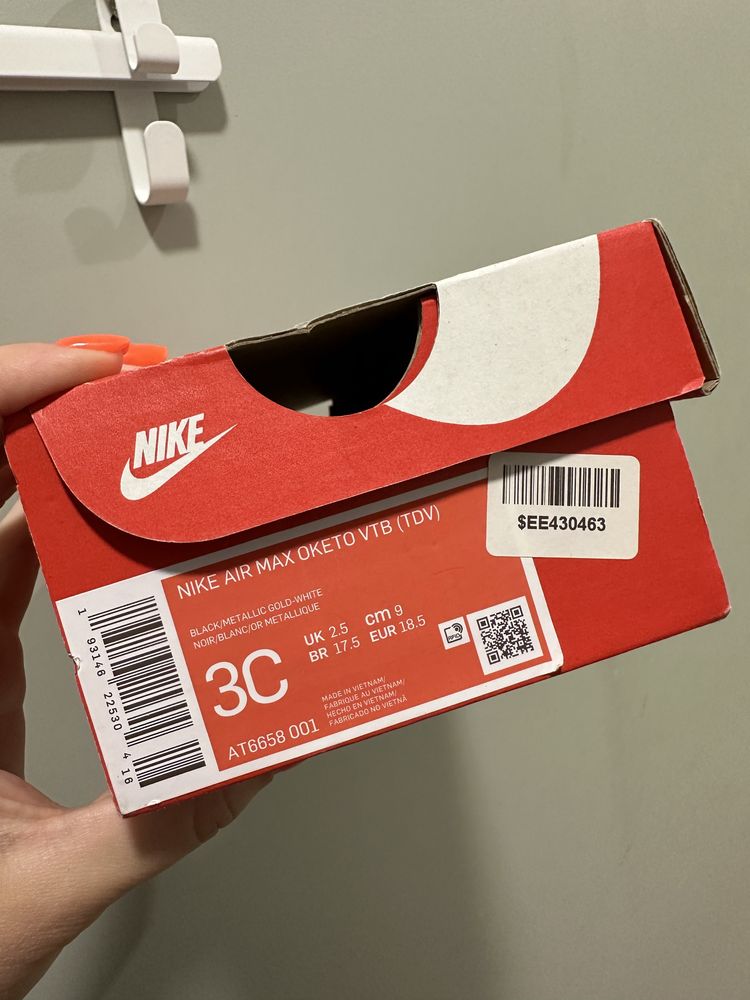 NIKE
$EE430463
NIKE AIR MAX OKETO VTB (TDV)
BLACK/METALLIC GOLD-WHITE
NOIR/BLANC/OR METALLIQUE
3C
UK 2.5 cm 9
BR 17.5 EUR 18.5
RFID
MADE IN VIETNAM/
FABRIQUE AU VIETNAM/
HECHO EN VIETNAM/
FABRICADO NO VIETNÃ
AT6658 001
1 93146 22530 4 16